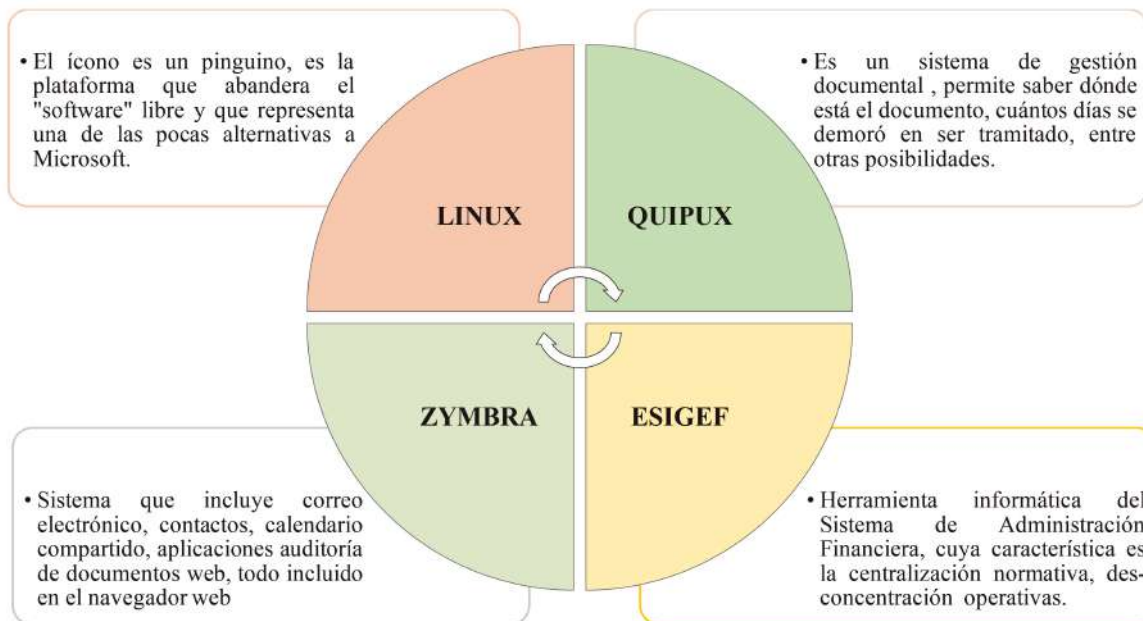 • El ícono es un pinguino, es la
plataforma que abandera el
"software" libre y que representa
una de las pocas alternativas a
Microsoft.
• Es un sistema de gestión
documental , permite saber dónde
está el documento, cuántos días se
demoró en ser tramitado, entre
otras posibilidades.
LINUX
QUIPUX
ZYMBRA
ESIGEF
• Sistema que incluye correo
electrónico, contactos, calendario
compartido, aplicaciones auditoría
de documentos web, todo incluido
en el navegador web
• Herramienta informática del
Sistema de Administración
Financiera, cuya característica es
la centralización normativa, des-
concentración operativas.